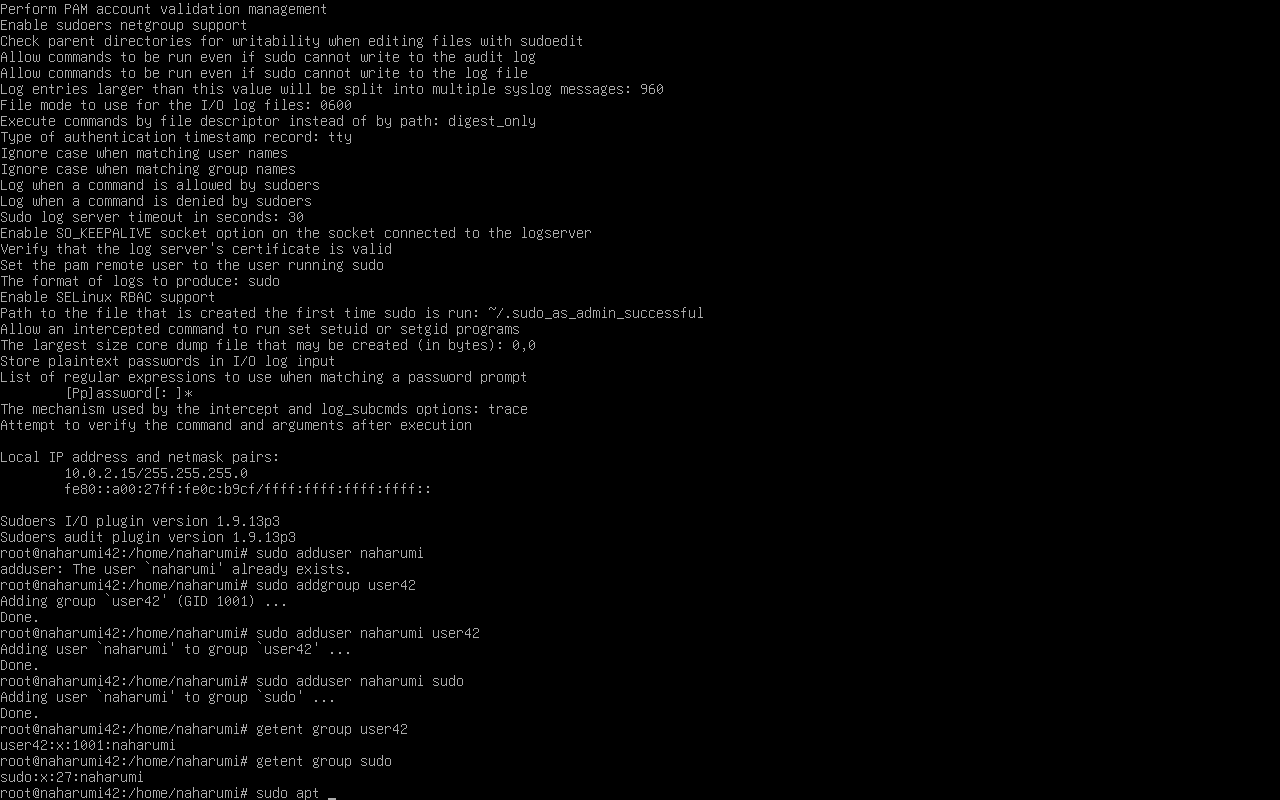 Perform PAM account validation management
Enable sudoers netgroup support
Check parent directories for writability when editing files with sudoedit
Allow commands to be run even if sudo cannot write to the audit log
Allow commands to be run even if sudo cannot write to the log file
Log entries larger than this value will be split into multiple syslog messages: 960
File mode to use for the I/O log files: 0600
Execute commands by file descriptor instead of by path: digest_only
Type of authentication timestamp record: tty
Ignore case when matching user names
Ignore case when matching group names
Log when a command is allowed by sudoers
Log when a command is denied by sudoers
Sudo log server timeout in seconds: 30
Enable SO_KEEPALIVE socket option on the socket connected to the logserver
Verify that the log server's certificate is valid
Set the pam remote user to the user running sudo
The format of logs to produce: sudo
Enable SELinux RBAC support
Path to the file that is created the first time sudo is run: ~/.sudo_as_admin_successful
Allow an intercepted command to run set setuid or setgid programs
The largest size core dump file that may be created (in bytes): 0,0
Store plaintext passwords in I/O log input
List of regular expressions to use when matching a password prompt
        [Pp]assword[: ]*
The mechanism used by the intercept and log_subcmds options: trace
Attempt to verify the command and arguments after execution

Local IP address and netmask pairs:
        10.0.2.15/255.255.255.0
        fe80::a00:27ff:fe0c:b9cf/ffff:ffff:ffff:ffff::

Sudoers I/O plugin version 1.9.13p3
Sudoers audit plugin version 1.9.13p3
root@naharumi42:/home/naharumi# sudo adduser naharumi
adduser: The user `naharumi' already exists.
root@naharumi42:/home/naharumi# sudo addgroup user42
Adding group `user42' (GID 1001) ...
Done.
root@naharumi42:/home/naharumi# sudo adduser naharumi user42
Adding user `naharumi' to group `user42' ...
Done.
root@naharumi42:/home/naharumi# sudo adduser naharumi sudo
Adding user `naharumi' to group `sudo' ...
Done.
root@naharumi42:/home/naharumi# getent group user42
user42:x:1001:naharumi
root@naharumi42:/home/naharumi# getent group sudo
sudo:x:27:naharumi
root@naharumi42:/home/naharumi# sudo apt _